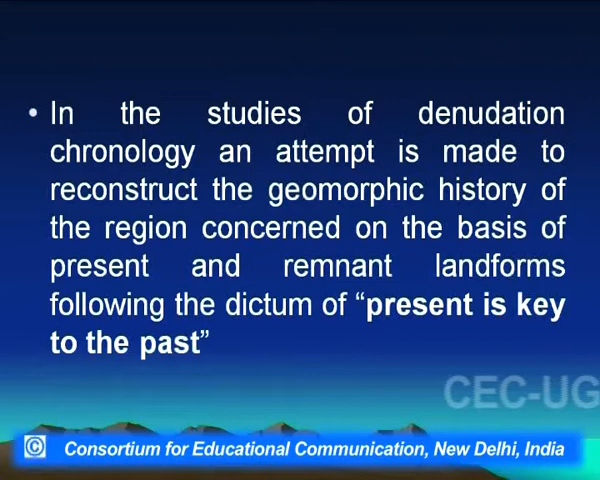 • In the studies of denudation
chronology an attempt is made to
reconstruct the geomorphic history of
the region concerned on the basis of
present and remnant landforms
following the dictum of “present is key
to the past”
CEC-UG
© Consortium for Educational Communication, New Delhi, India